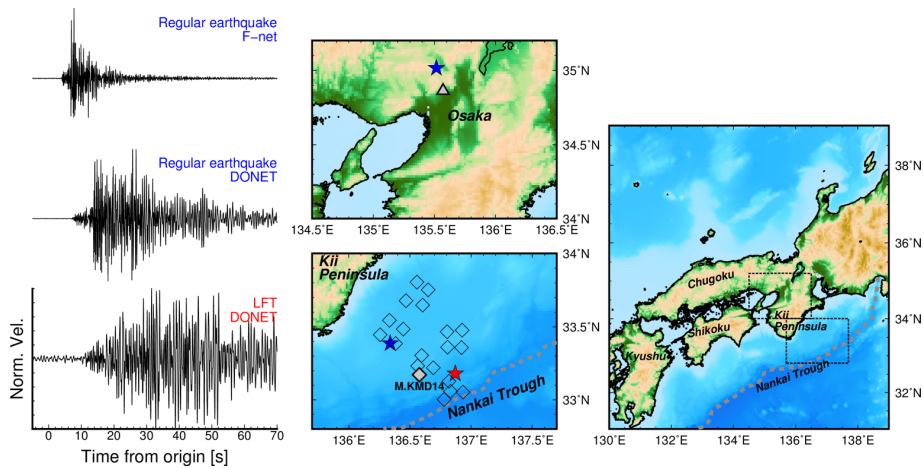 Regular earthquake
F-net
Regular earthquake
DONET
LFT
DONET
Norm. Vel.
0 10 20 30 40 50 60 70
Time from origin [s]
Osaka
35˚N
34.5˚N
34˚N
134.5˚E 135˚E 135.5˚E 136˚E 136.5˚E
Kii
Peninsula
M.KMD14
Nankai Trough
34˚N
33.5˚N
33˚N
136˚E 136.5˚E 137˚E 137.5˚E
Chugoku
Shikoku
Kii
Peninsula
Kyushu
Nankai Trough
38˚N
36˚N
34˚N
32˚N
130˚E 132˚E 134˚E 136˚E 138˚E